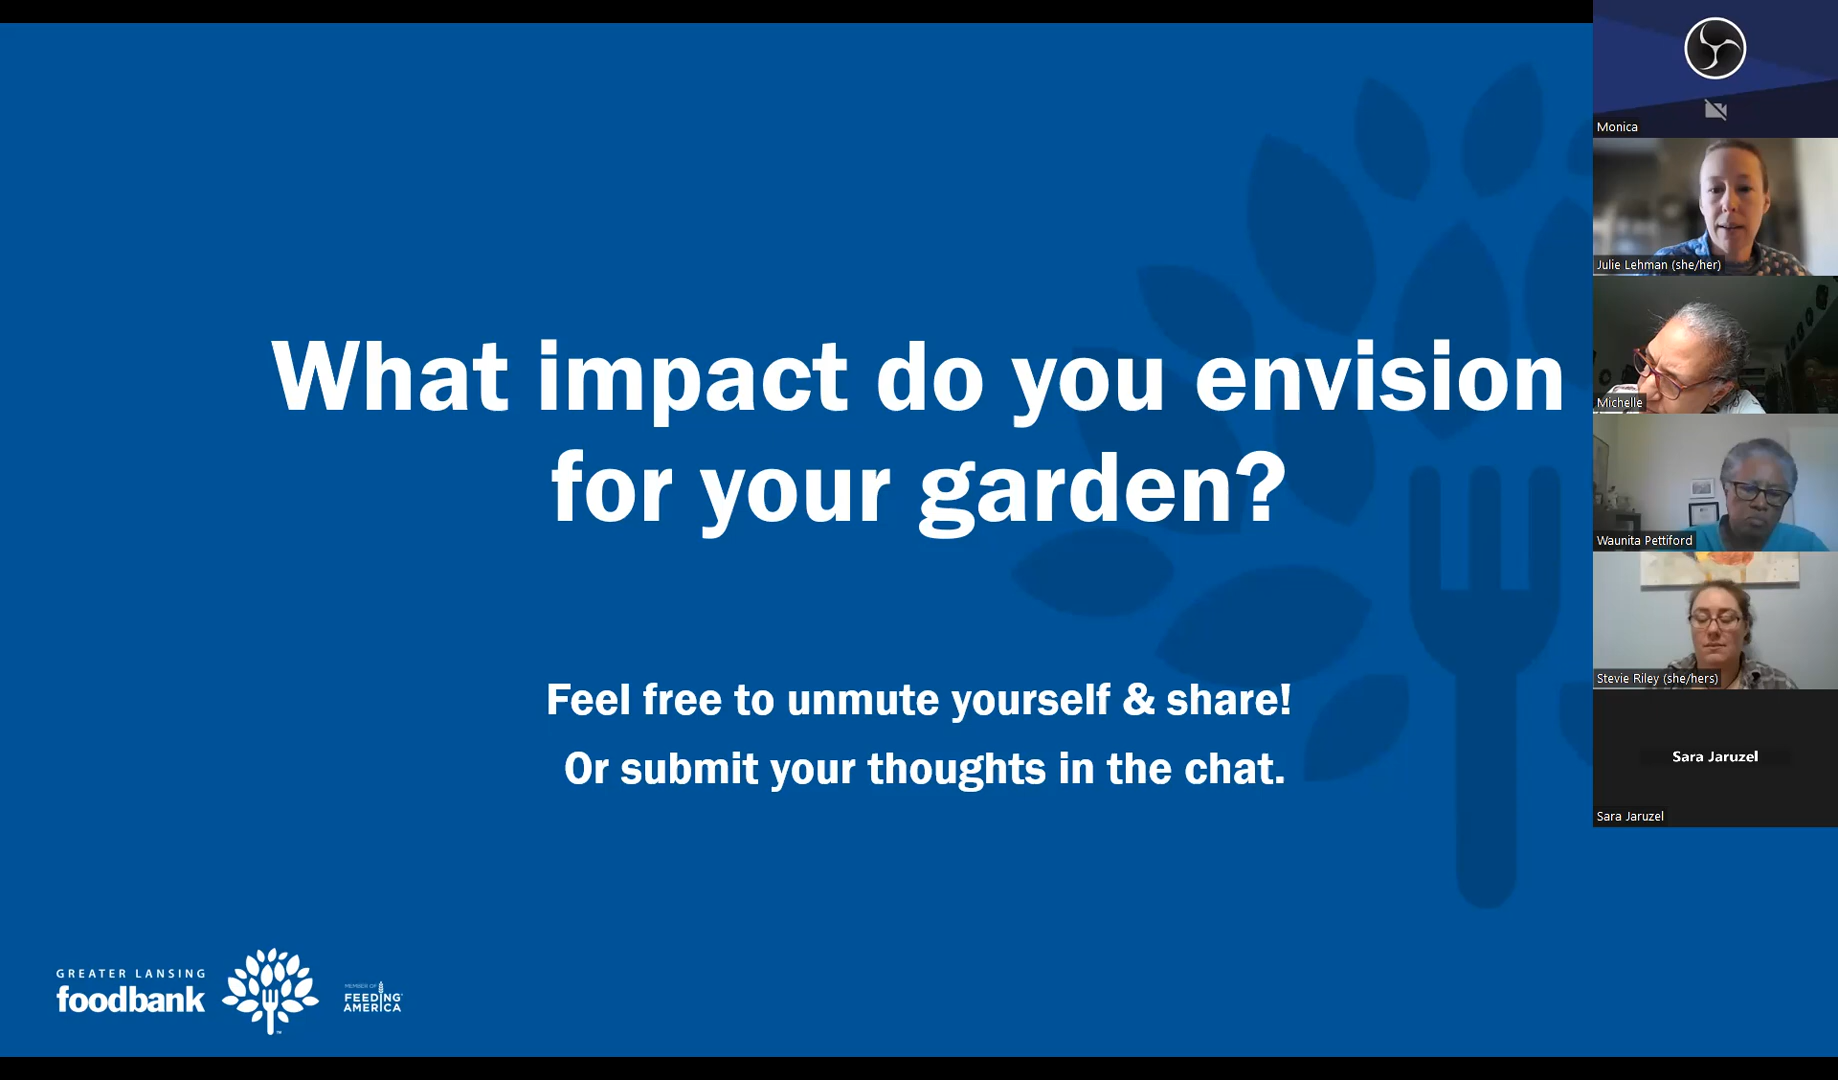 What impact do you envision
for your garden?
Feel free to unmute yourself & share!
Or submit your thoughts in the chat.
GREATER LANSING
foodbank
MEMBER OF
FEEDING
AMERICA
Monica
Julie Lehman (she/her)
Michelle
Waunita Pettiford
Stevie Riley (she/hers)
Sara Jaruzel
Sara Jaruzel